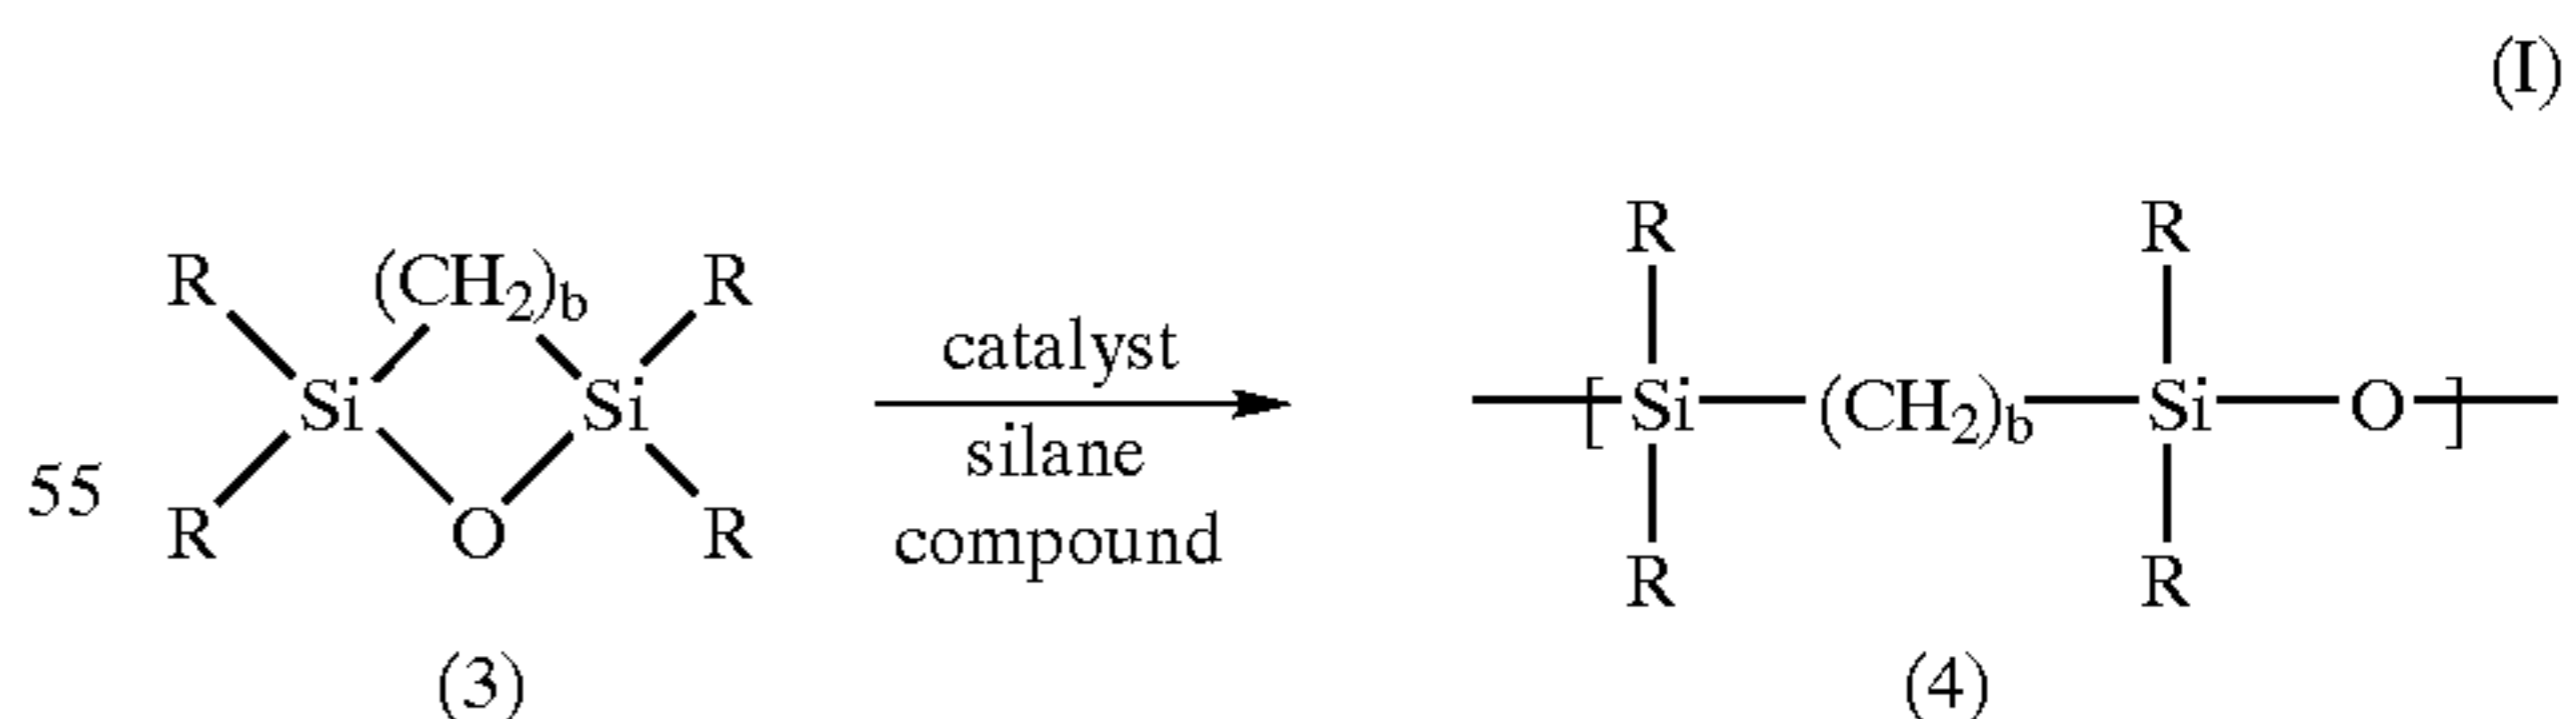 (I)
R (CH2)b R R R
Si Si catalyst [ Si (CH2)b Si O ]
55 R O R silane compound R R
(3) (4)